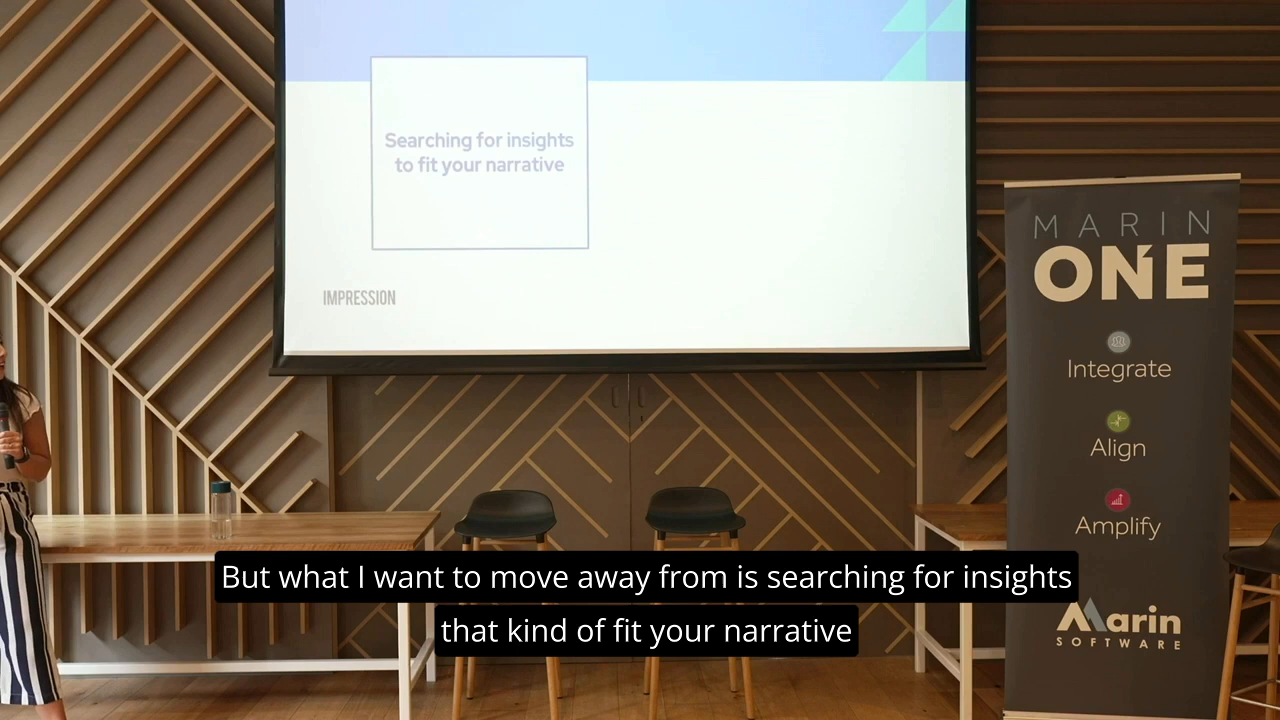 Searching for insights
to fit your narrative
IMPRESSION
MARIN
ONE
Integrate
Align
Amplify
Marin
SOFTWARE
But what I want to move away from is searching for insights
that kind of fit your narrative